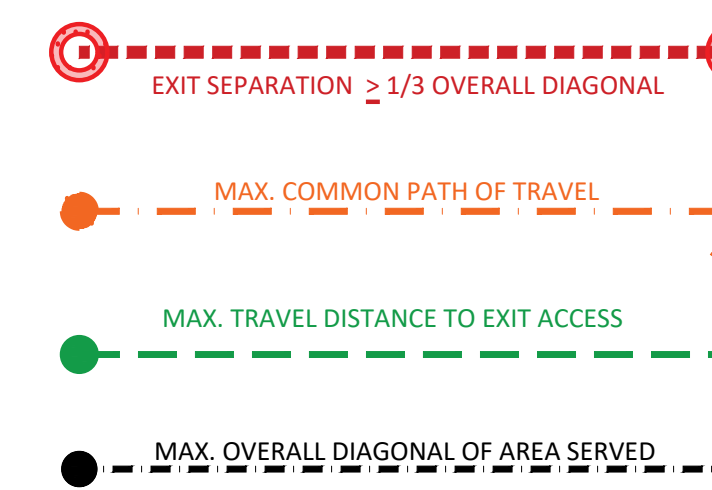 EXIT SEPARATION > 1/3 OVERALL DIAGONAL
MAX. COMMON PATH OF TRAVEL
MAX. TRAVEL DISTANCE TO EXIT ACCESS
MAX. OVERALL DIAGONAL OF AREA SERVED